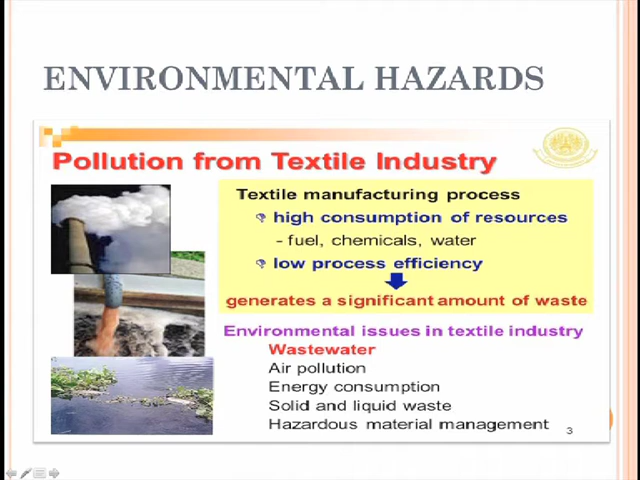 ENVIRONMENTAL HAZARDS
Pollution from Textile Industry
Textile manufacturing process
high consumption of resources
- fuel, chemicals, water
low process efficiency
generates a significant amount of waste
Environmental issues in textile industry
Wastewater
Air pollution
Energy consumption
Solid and liquid waste
Hazardous material management
3